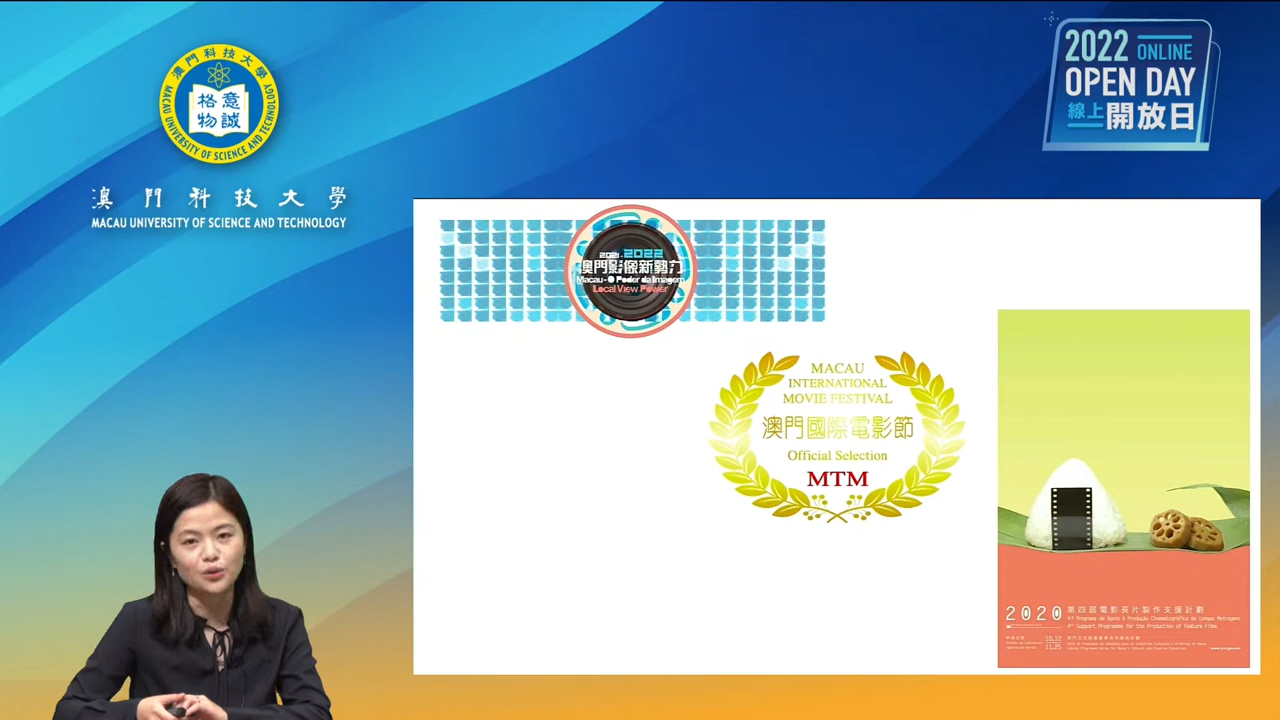 澳門科技大學
MACAU UNIVERSITY OF SCIENCE AND TECHNOLOGY
格物
意誠
澳門科技大學
MACAU UNIVERSITY OF SCIENCE AND TECHNOLOGY
2022 ONLINE
OPEN DAY
線上開放日
2021-2022
澳門影像新勢力
Macau - O Poder da Imagem
Local View Power
MACAU
INTERNATIONAL
MOVIE FESTIVAL
澳門國際電影節
Official Selection
MTM
2020
第四屆電影長片製作支援計劃
4º Programa de Apoio à Produção Cinematográfica de Longas Metragens
4th Support Programme for the Production of Feature Films
10.12
11.25